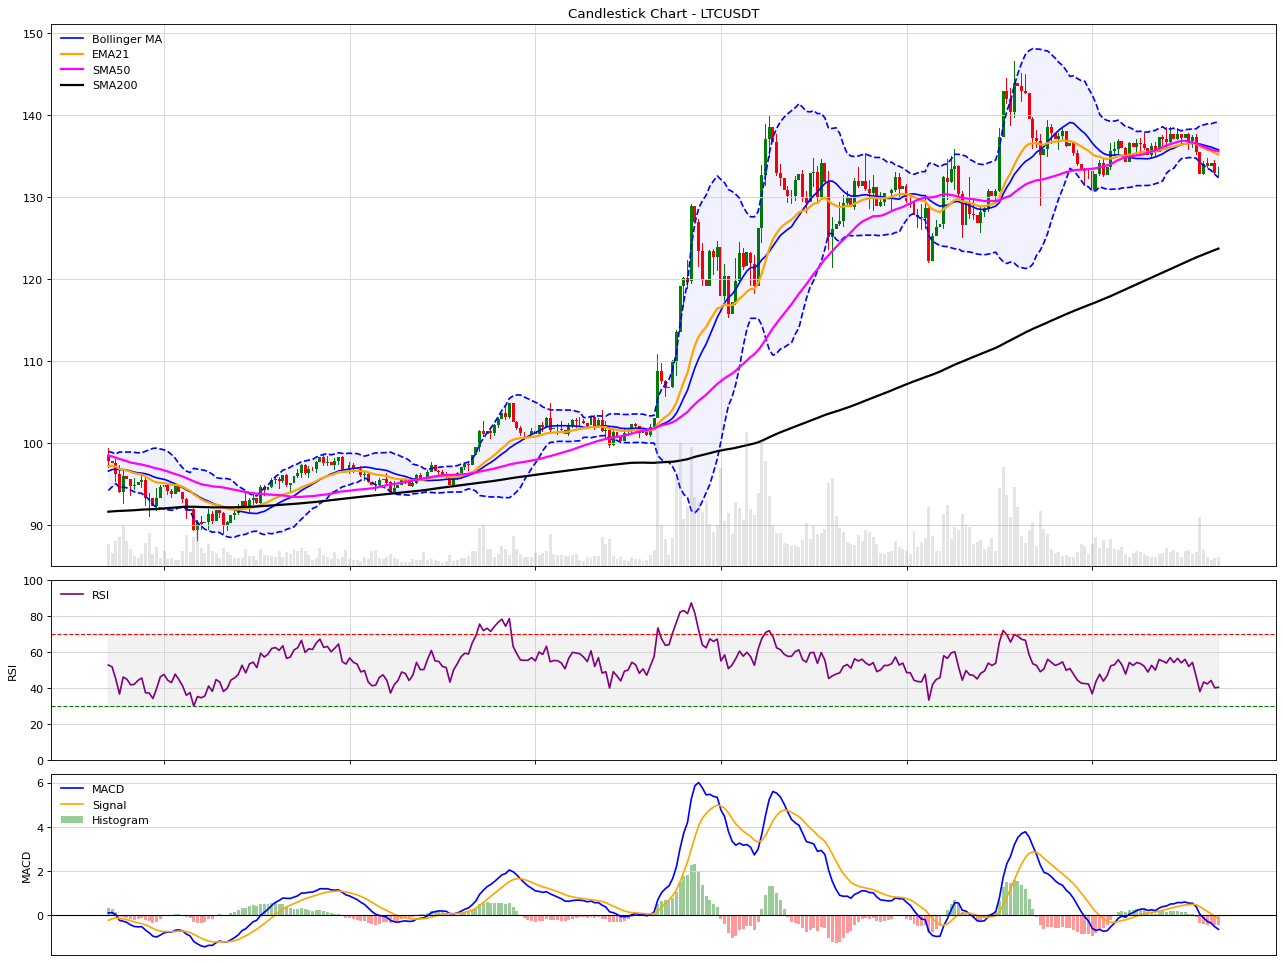 Candlestick Chart - LTCUSDT
Bollinger MA
EMA21
SMA50
SMA200
150
140
130
120
110
100
90
RSI
100
80
60
40
20
0
RSI
MACD
Signal
Histogram
6
4
2
0
MACD